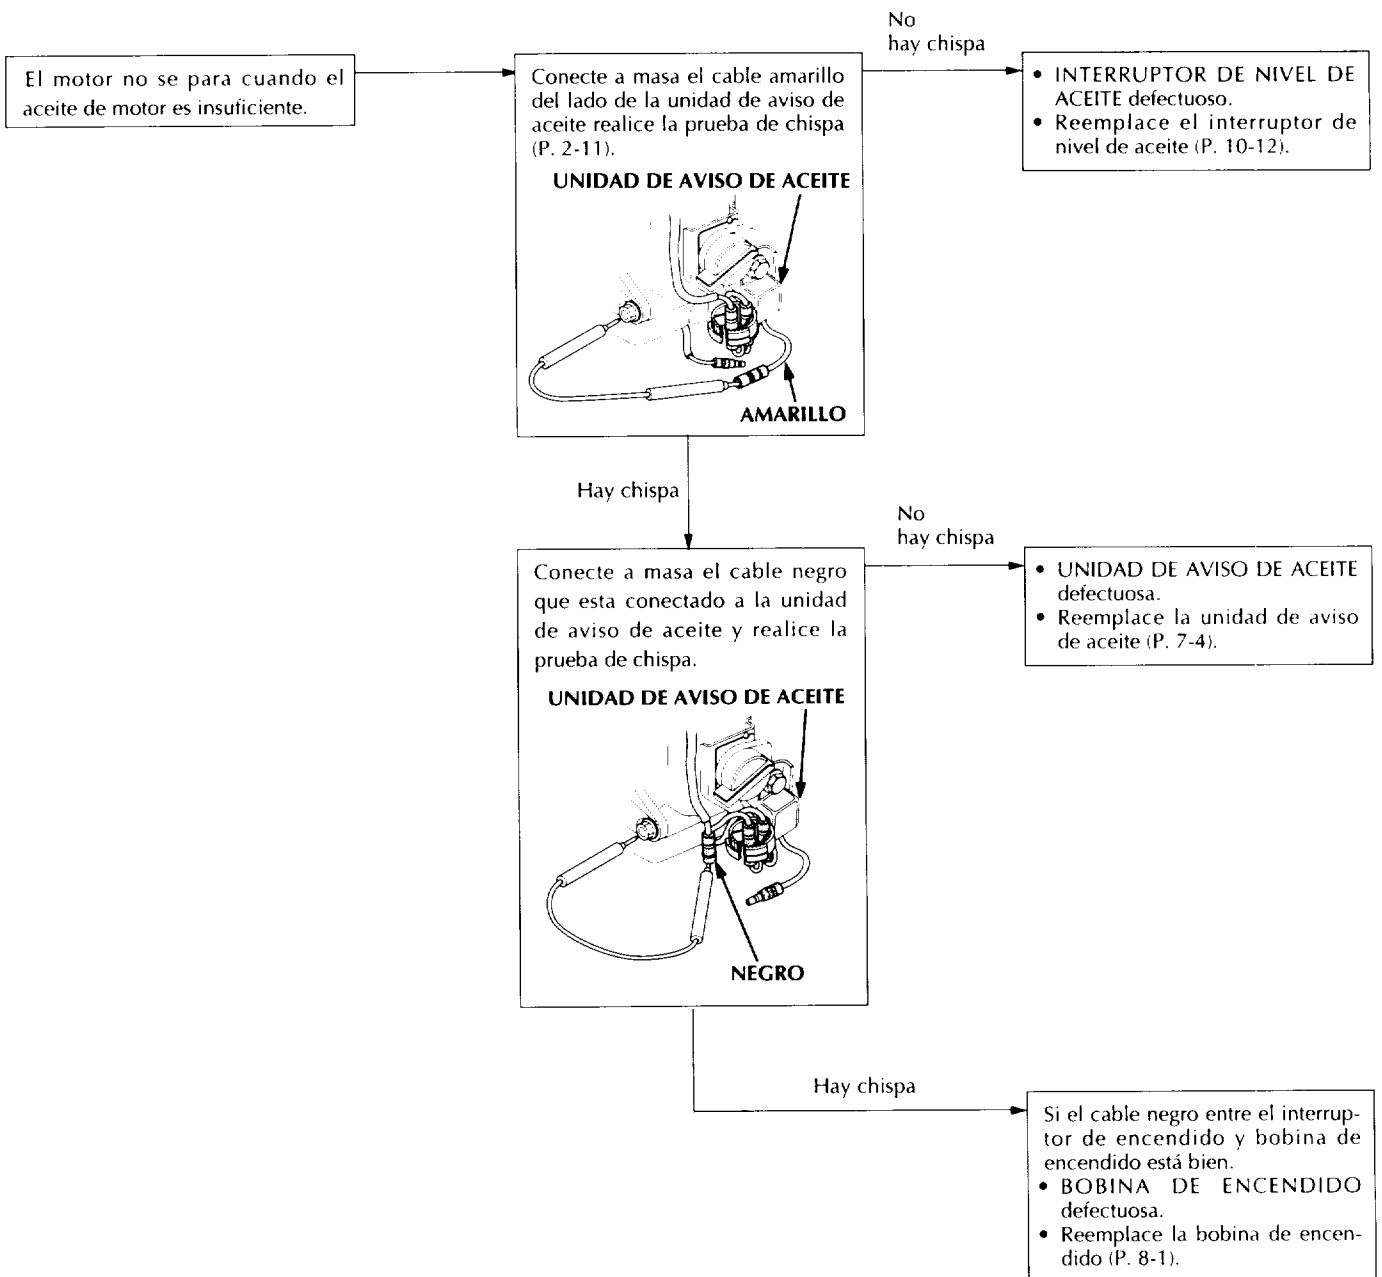 El motor no se para cuando el
aceite de motor es insuficiente.
Conecte a masa el cable amarillo
del lado de la unidad de aviso de
aceite realice la prueba de chispa
(P. 2-11).
UNIDAD DE AVISO DE ACEITE
AMARILLO
No
hay chispa
• INTERRUPTOR DE NIVEL DE
ACEITE defectuoso.
• Reemplace el interruptor de
nivel de aceite (P. 10-12).
Hay chispa
Conecte a masa el cable negro
que esta conectado a la unidad
de aviso de aceite y realice la
prueba de chispa.
UNIDAD DE AVISO DE ACEITE
NEGRO
No
hay chispa
• UNIDAD DE AVISO DE ACEITE
defectuosa.
• Reemplace la unidad de aviso
de aceite (P. 7-4).
Hay chispa
Si el cable negro entre el interrup-
tor de encendido y bobina de
encendido está bien.
• BOBINA DE ENCENDIDO
defectuosa.
• Reemplace la bobina de encen-
dido (P. 8-1).